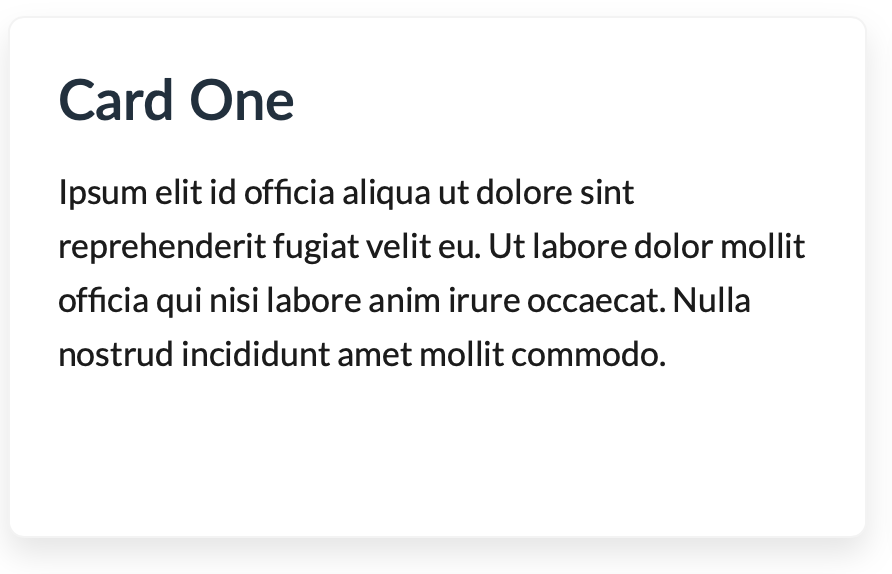 Card One
Ipsum elit id officia aliqua ut dolore sint
reprehenderit fugiat velit eu. Ut labore dolor mollit
officia qui nisi labore anim irure occaecat. Nulla
nostrud incididunt amet mollit commodo.